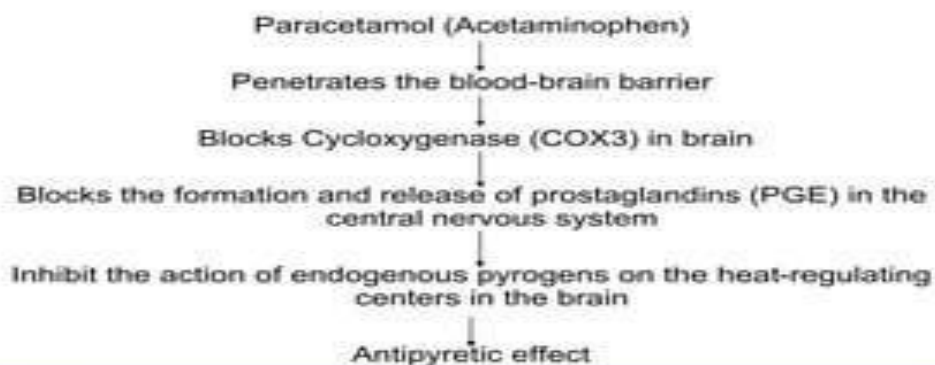 Paracetamol (Acetaminophen)
Penetrates the blood-brain barrier
Blocks Cycloxygenase (COX3) in brain
Blocks the formation and release of prostaglandins (PGE) in the
central nervous system
Inhibit the action of endogenous pyrogens on the heat-regulating
centers in the brain
Antipyretic effect